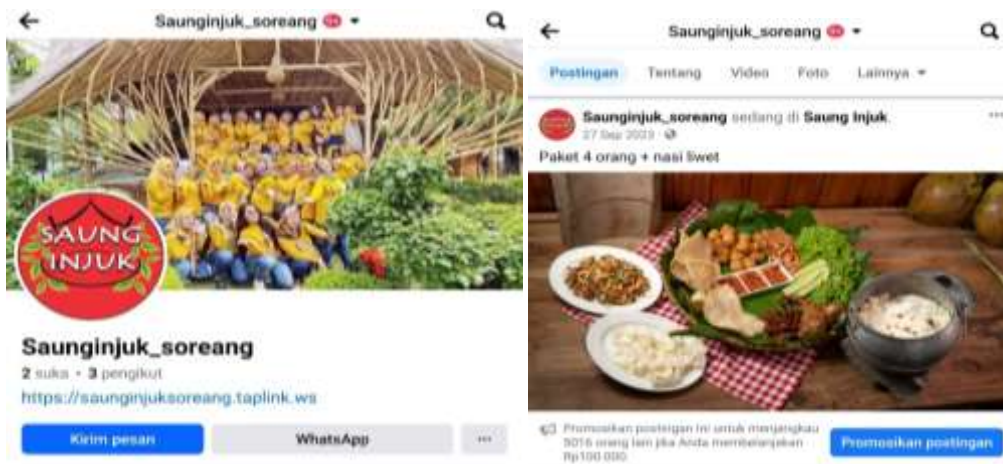 Saunginjuk_soreang
SAUNG
INJUK
Saunginjuk_soreang
2 suka • 3 pengikut
https://saunginjuksoreang.taplink.ws
Kirim pesan
WhatsApp
Saunginjuk_soreang
Postingan Tentang Video Foto Lainnya
Saunginjuk_soreang sedang di Saung Injuk.
27 Sep 2023
Paket 4 orang + nasi liwet
Promosikan postingan ini untuk menjangkau
5016 orang lain jika Anda membelanjakan
Rp100.000
Promosikan postingan